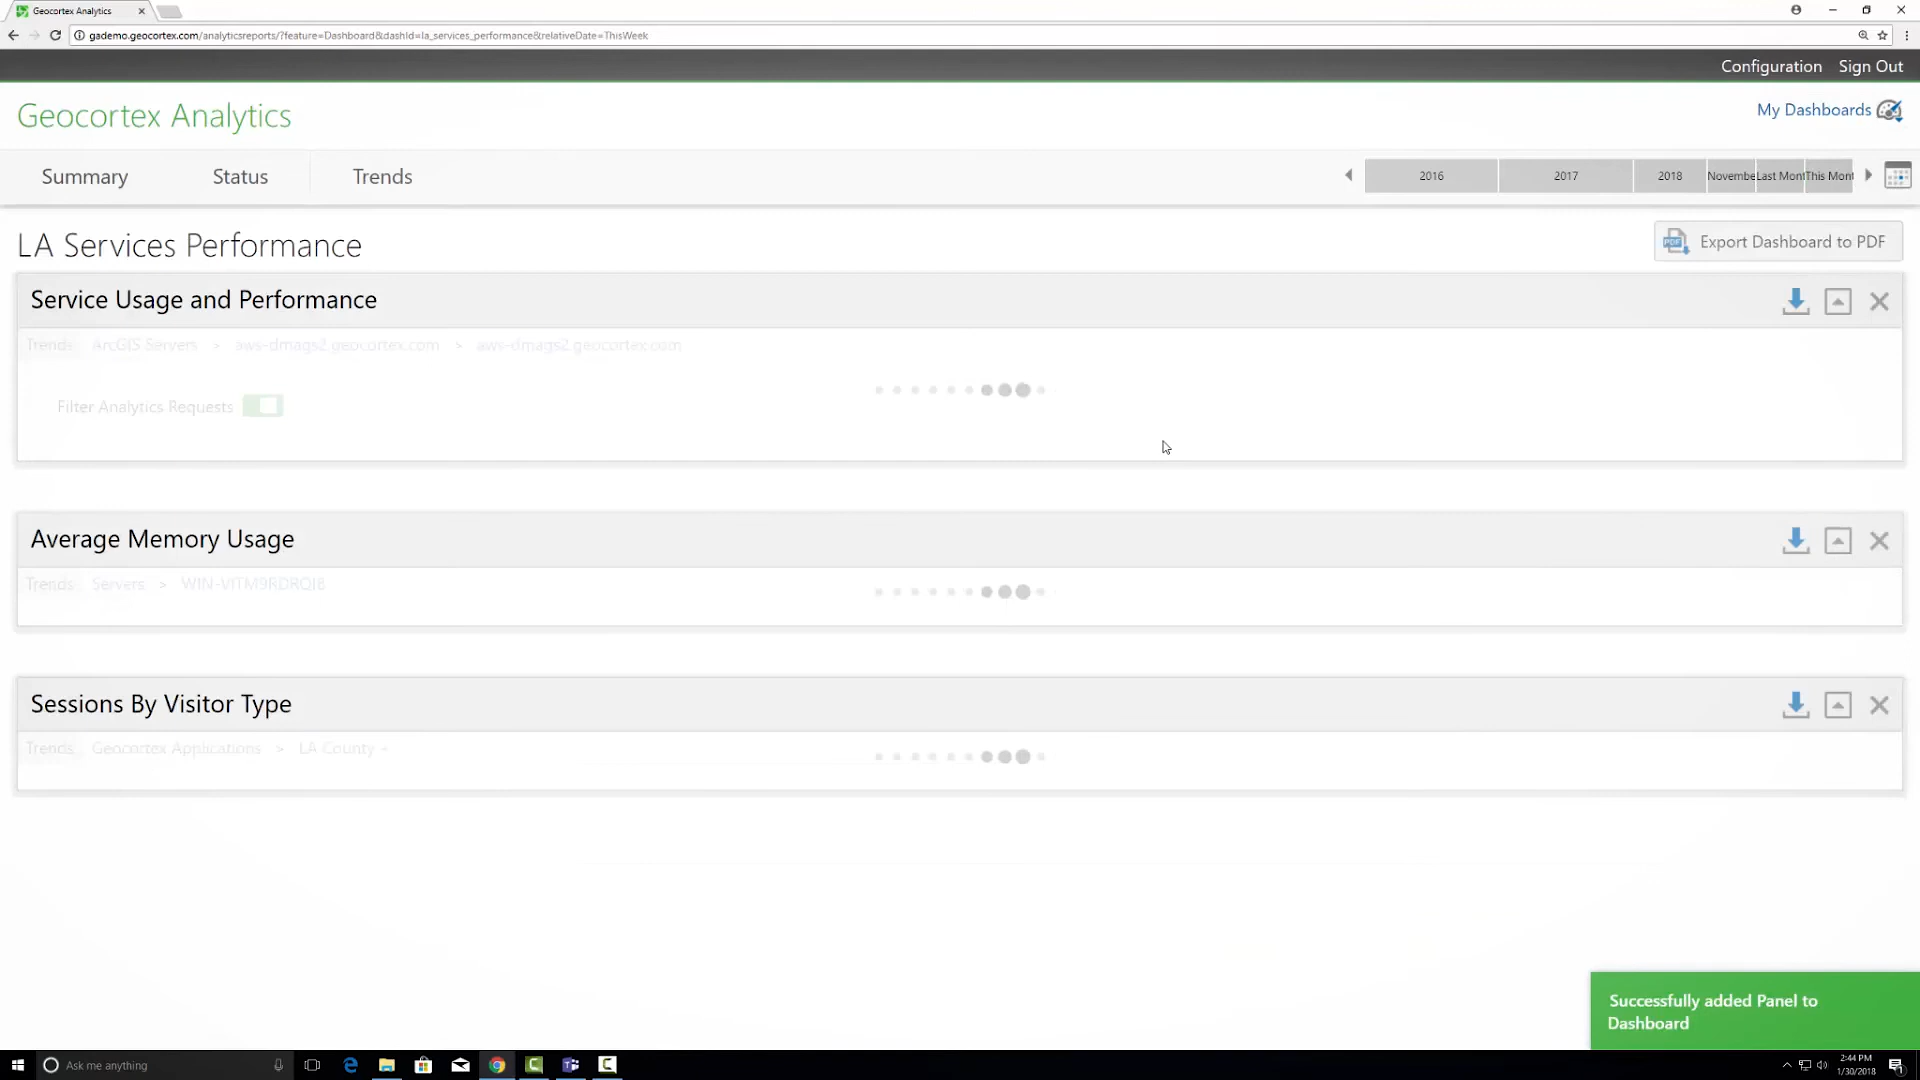 Geocortex Analytics
gademo.geocortex.com/analyticsreports/?feature=Dashboard&dashId=la_services_performance&relativeDate=ThisWeek
Configuration Sign Out
Geocortex Analytics
My Dashboards
Summary Status Trends
2016 2017 2018 Novembe Last Mont This Mont
LA Services Performance
Export Dashboard to PDF
Service Usage and Performance
Trends ArcGIS Servers > aws-dmags2.geocortex.com > aws-dmags2.geocortex.com
Filter Analytics Requests
Average Memory Usage
Trends Servers > WIN-VITM9RDRQI8
Sessions By Visitor Type
Trends Geocortex Applications > LA County
Successfully added Panel to
Dashboard
Ask me anything
2:44 PM
1/30/2018